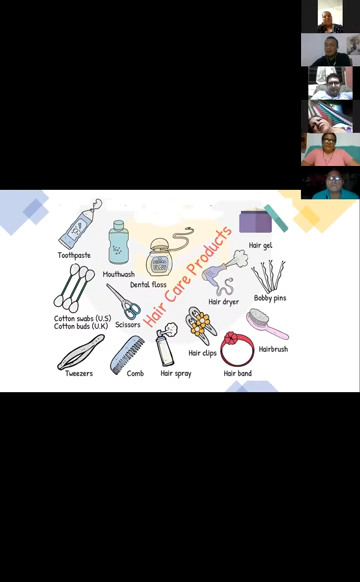 Hair Care Products
Toothpaste
Mouthwash
Dental floss
Hair gel
Cotton swabs (U.S)
Cotton buds (U.K)
Scissors
Hair dryer
Bobby pins
Tweezers
Comb
Hair spray
Hair clips
Hair band
Hairbrush